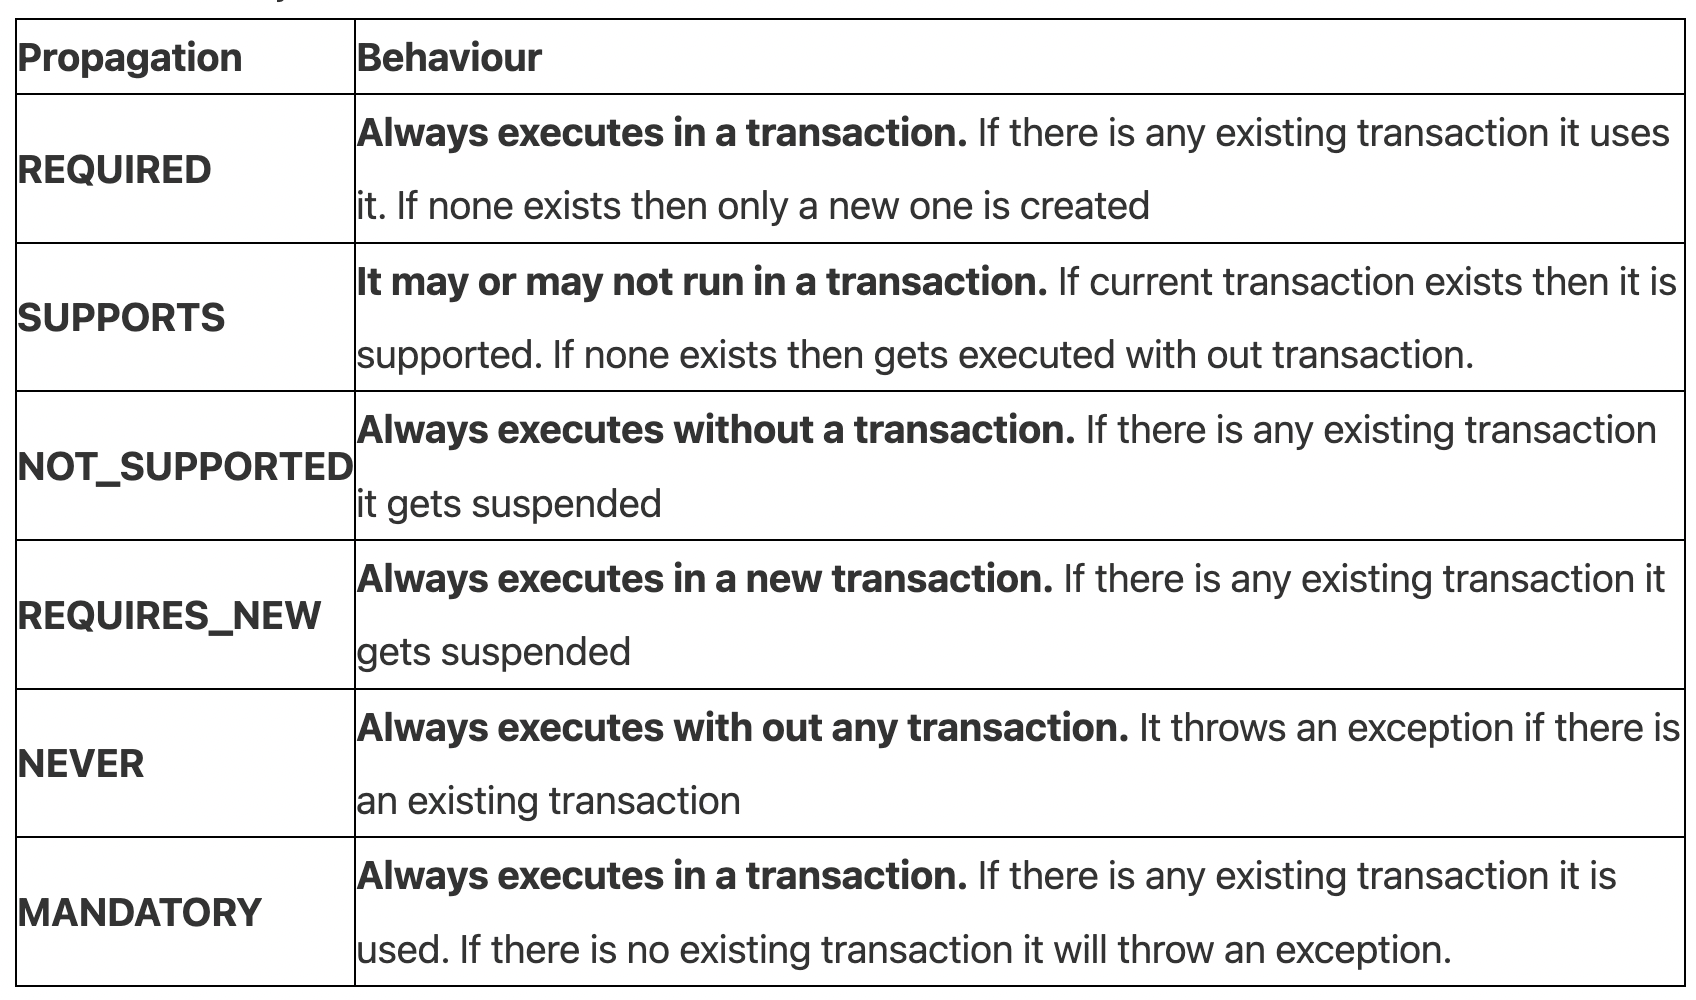 Propagation Behaviour
REQUIRED
Always executes in a transaction. If there is any existing transaction it uses
it. If none exists then only a new one is created
SUPPORTS
It may or may not run in a transaction. If current transaction exists then it is
supported. If none exists then gets executed with out transaction.
NOT_SUPPORTED
Always executes without a transaction. If there is any existing transaction
it gets suspended
REQUIRES_NEW
Always executes in a new transaction. If there is any existing transaction it
gets suspended
NEVER
Always executes with out any transaction. It throws an exception if there is
an existing transaction
MANDATORY
Always executes in a transaction. If there is any existing transaction it is
used. If there is no existing transaction it will throw an exception.